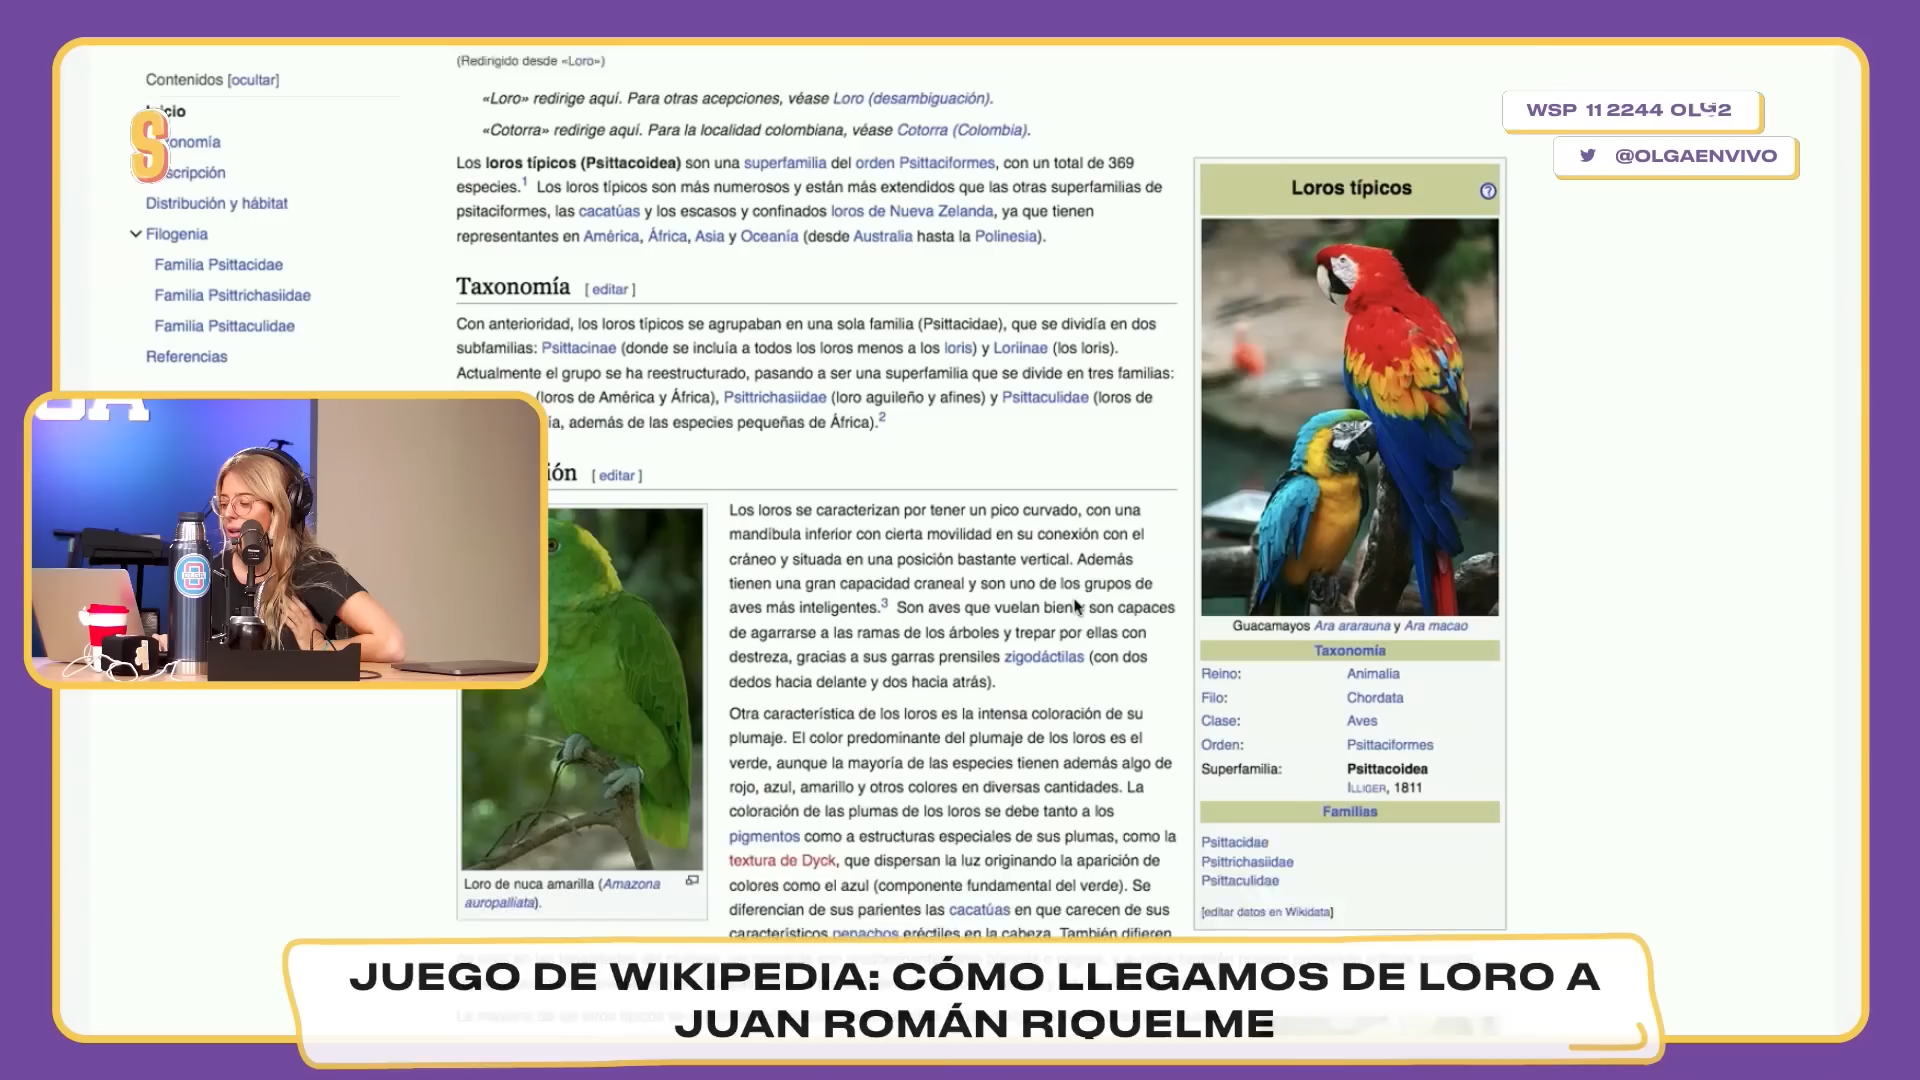 Contenidos [ocultar]
Inicio
onomía
scripción
Distribución y hábitat
Filogenia
Familia Psittacidae
Familia Psittrichasiidae
Familia Psittaculidae
Referencias
S
(Redirigido desde «Loro»)
«Loro» redirige aquí. Para otras acepciones, véase Loro (desambiguación).
«Cotorra» redirige aquí. Para la localidad colombiana, véase Cotorra (Colombia).
Los loros típicos (Psittacoidea) son una superfamilia del orden Psittaciformes, con un total de 369
especies.1 Los loros típicos son más numerosos y están más extendidos que las otras superfamilias de
psitaciformes, las cacatúas y los escasos y confinados loros de Nueva Zelanda, ya que tienen
representantes en América, África, Asia y Oceanía (desde Australia hasta la Polinesia).
Taxonomía [ editar ]
Con anterioridad, los loros típicos se agrupaban en una sola familia (Psittacidae), que se dividía en dos
subfamilias: Psittacinae (donde se incluía a todos los loros menos a los loris) y Loriinae (los loris).
Actualmente el grupo se ha reestructurado, pasando a ser una superfamilia que se divide en tres familias:
(loros de América y África), Psittrichasiidae (loro aguileño y afines) y Psittaculidae (loros de
ía, además de las especies pequeñas de África).2
ión [ editar ]
Los loros se caracterizan por tener un pico curvado, con una
mandíbula inferior con cierta movilidad en su conexión con el
cráneo y situada en una posición bastante vertical. Además
tienen una gran capacidad craneal y son uno de los grupos de
aves más inteligentes.3 Son aves que vuelan bien y son capaces
de agarrarse a las ramas de los árboles y trepar por ellas con
destreza, gracias a sus garras prensiles zigodáctilas (con dos
dedos hacia delante y dos hacia atrás).
Otra característica de los loros es la intensa coloración de su
plumaje. El color predominante del plumaje de los loros es el
verde, aunque la mayoría de las especies tienen además algo de
rojo, azul, amarillo y otros colores en diversas cantidades. La
coloración de las plumas de los loros se debe tanto a los
pigmentos como a estructuras especiales de sus plumas, como la
textura de Dyck, que dispersan la luz originando la aparición de
colores como el azul (componente fundamental del verde). Se
diferencian de sus parientes las cacatúas en que carecen de sus
característicos penachos eréctiles en la cabeza. También difieren
Loro de nuca amarilla (Amazona
auropalliata).
WSP 11 2244 OLG2
@OLGAENVIVO
Loros típicos
Guacamayos Ara ararauna y Ara macao
Taxonomía
Reino: Animalia
Filo: Chordata
Clase: Aves
Orden: Psittaciformes
Superfamilia: Psittacoidea
ILLIGER, 1811
Familias
Psittacidae
Psittrichasiidae
Psittaculidae
[editar datos en Wikidata]
JUEGO DE WIKIPEDIA: CÓMO LLEGAMOS DE LORO A
JUAN ROMÁN RIQUELME